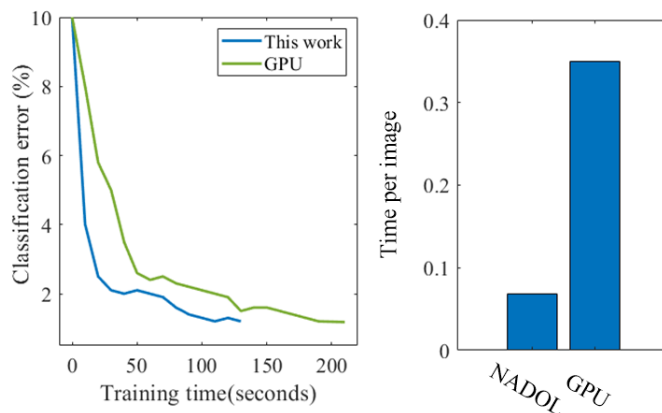 10
8
6
4
2
Classification error (%)
This work
GPU
0
50
100
150
200
Training time(seconds)
0.4
0.3
0.2
0.1
0
Time per image
NADOL
GPU